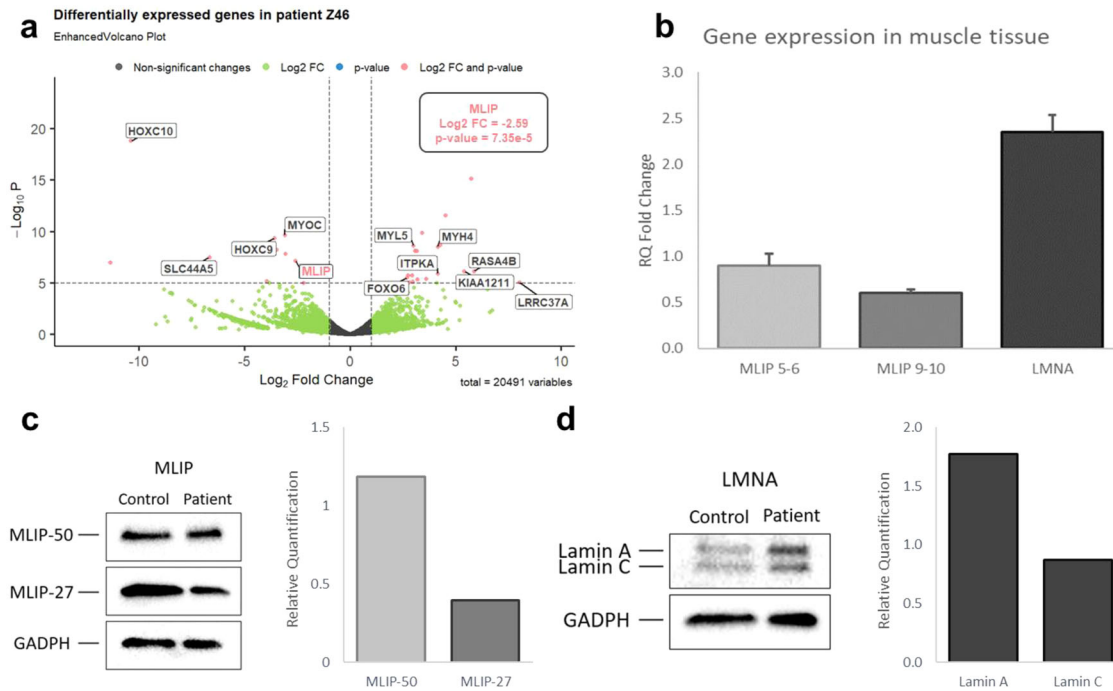 a
Differentially expressed genes in patient Z46
EnhancedVolcano Plot
Non-significant changes Log2 FC p-value Log2 FC and p-value
MLIP
Log2 FC = -2.59
p-value = 7.35e-5
HOXC10
MYOC
HOXC9
SLC44A5
MLIP
MYL5
MYH4
ITPKA
RASA4B
FOXO6
KIAA1211
LRRC37A
− Log10 P
20
15
10
5
0
-10 -5 0 5 10
Log2 Fold Change
total = 20491 variables
b
Gene expression in muscle tissue
RQ Fold Change
3.0
2.5
2.0
1.5
1.0
0.5
0.0
MLIP 5-6 MLIP 9-10 LMNA
c
MLIP
Control Patient
MLIP-50
MLIP-27
GADPH
Relative Quantification
1.5
1
0.5
0
MLIP-50 MLIP-27
d
LMNA
Control Patient
Lamin A
Lamin C
GADPH
Relative Quantification
2.0
1.5
1.0
0.5
0.0
Lamin A Lamin C